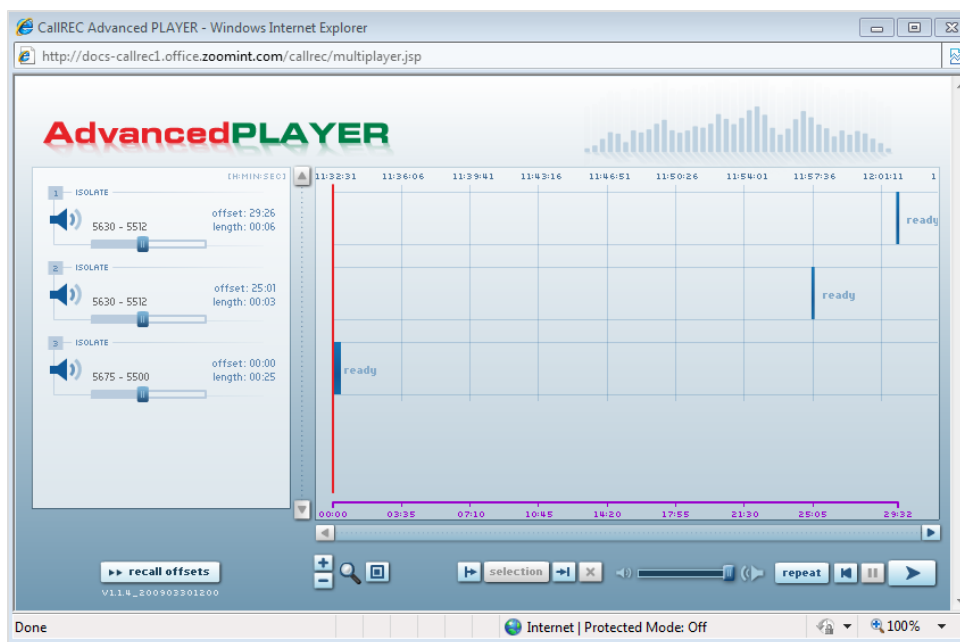 CallREC Advanced PLAYER - Windows Internet Explorer
http://docs-callrec1.office.zoomint.com/callrec/multiplayer.jsp
AdvancedPLAYER
[H:MIN:SEC]
11:32:31 11:36:06 11:39:41 11:43:16 11:46:51 11:50:26 11:54:01 11:57:36 12:01:11 1
1 ISOLATE
5630 - 5512
offset: 29:26
length: 00:06
ready
2 ISOLATE
5630 - 5512
offset: 25:01
length: 00:03
ready
3 ISOLATE
5675 - 5500
offset: 00:00
length: 00:25
ready
00:00 03:35 07:10 10:45 14:20 17:55 21:30 25:05 29:32
recall offsets
V1.1.4_200903301200
selection
repeat
Done
Internet | Protected Mode: Off
100%